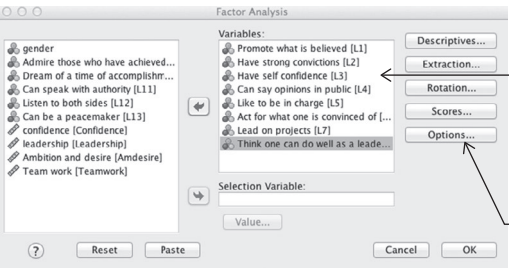 Factor Analysis
gender
Admire those who have achieved...
Dream of a time of accomplishm...
Can speak with authority [L11]
Listen to both sides [L12]
Can be a peacemaker [L13]
confidence [Confidence]
leadership [Leadership]
Ambition and desire [Amdesire]
Team work [Teamwork]
Variables:
Promote what is believed [L1]
Have strong convictions [L2]
Have self confidence [L3]
Can say opinions in public [L4]
Like to be in charge [L5]
Act for what one is convinced of [...
Lead on projects [L7]
Think one can do well as a leade...
Selection Variable:
Value...
Descriptives...
Extraction...
Rotation...
Scores...
Options...
?
Reset
Paste
Cancel
OK